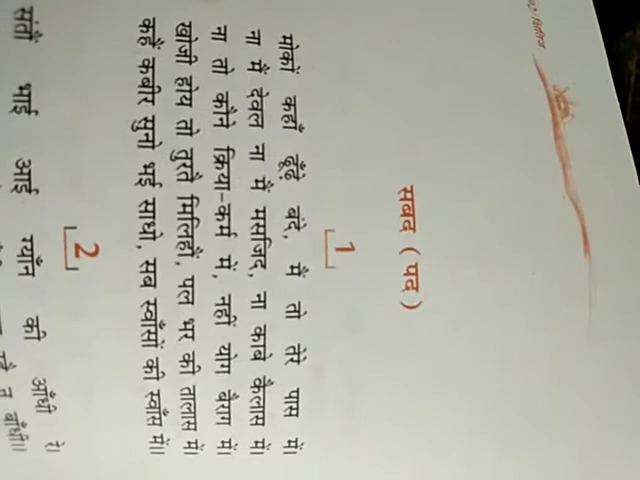 सबद (पद)
1
मोकों कहाँ ढूँढ़े बंदे, मैं तो तेरे पास में।
ना मैं देवल ना मैं मसजिद, ना काबे कैलास में।
ना तो कौने क्रिया-कर्म में, नहीं योग बैराग में।
खोजी होय तो तुरतै मिलिहौं, पल भर की तालास में।
कहैं कबीर सुनो भई साधो, सब स्वाँसों की स्वाँस में॥
2
संतौं भाई आई ग्याँन की आँधी रे।
बाँधी॥